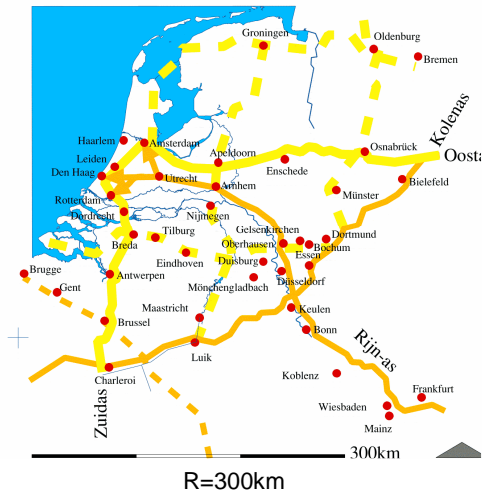 Groningen
Oldenburg
Bremen
Kolenas
Haarlem
Amsterdam
Osnabrück
Oosta
Leiden
Apeldoorn
Enschede
Den Haag
Utrecht
Arnhem
Bielefeld
Rotterdam
Münster
Dordrecht
Nijmegen
Gelsenkirchen
Tilburg
Dortmund
Breda
Oberhausen
Bochum
Essen
Eindhoven
Duisburg
Brugge
Antwerpen
Düsseldorf
Gent
Mönchengladbach
Maastricht
Keulen
Brussel
Bonn
Rijn-as
Luik
Charleroi
Koblenz
Zuidas
Frankfurt
Wiesbaden
Mainz
300km
R=300km